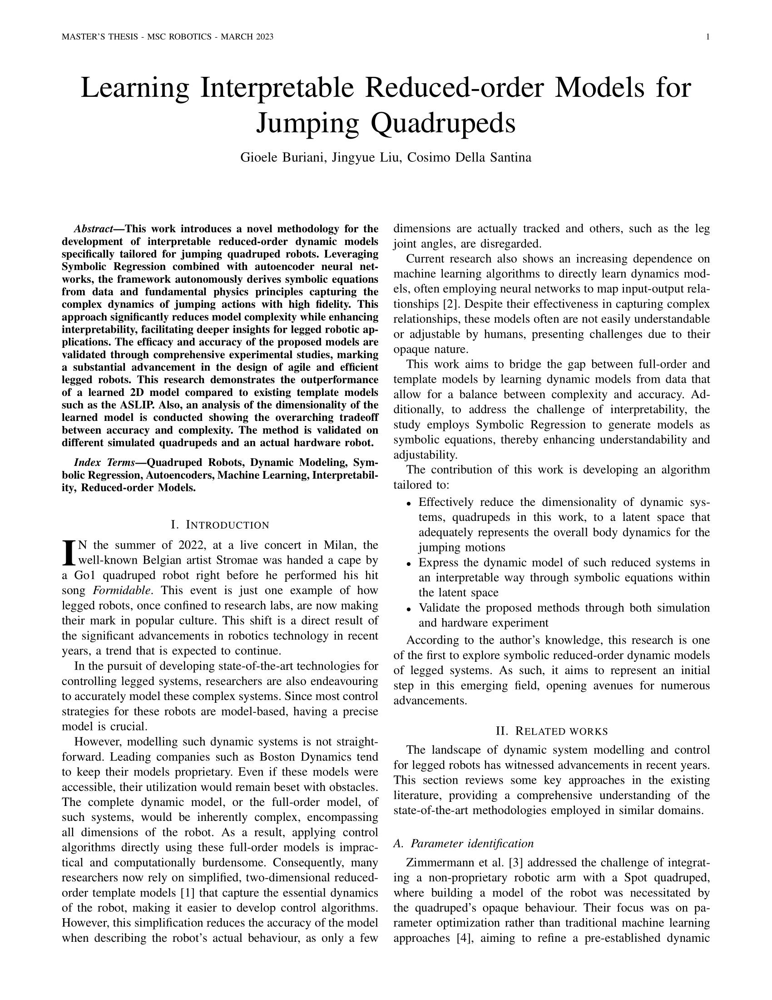 MASTER'S THESIS - MSC ROBOTICS - MARCH 2023
1
Learning Interpretable Reduced-order Models for
Jumping Quadrupeds
Gioele Buriani, Jingyue Liu, Cosimo Della Santina
Abstract—This work introduces a novel methodology for the
development of interpretable reduced-order dynamic models
specifically tailored for jumping quadruped robots. Leveraging
Symbolic Regression combined with autoencoder neural net-
works, the framework autonomously derives symbolic equations
from data and fundamental physics principles capturing the
complex dynamics of jumping actions with high fidelity. This
approach significantly reduces model complexity while enhancing
interpretability, facilitating deeper insights for legged robotic ap-
plications. The efficacy and accuracy of the proposed models are
validated through comprehensive experimental studies, marking
a substantial advancement in the design of agile and efficient
legged robots. This research demonstrates the outperformance
of a learned 2D model compared to existing template models
such as the ASLIP. Also, an analysis of the dimensionality of the
learned model is conducted showing the overarching tradeoff
between accuracy and complexity. The method is validated on
different simulated quadrupeds and an actual hardware robot.
Index Terms—Quadruped Robots, Dynamic Modeling, Sym-
bolic Regression, Autoencoders, Machine Learning, Interpretabil-
ity, Reduced-order Models.
I. INTRODUCTION
IN the summer of 2022, at a live concert in Milan, the
well-known Belgian artist Stromae was handed a cape by
a Go1 quadruped robot right before he performed his hit
song Formidable. This event is just one example of how
legged robots, once confined to research labs, are now making
their mark in popular culture. This shift is a direct result of
the significant advancements in robotics technology in recent
years, a trend that is expected to continue.
In the pursuit of developing state-of-the-art technologies for
controlling legged systems, researchers are also endeavouring
to accurately model these complex systems. Since most control
strategies for these robots are model-based, having a precise
model is crucial.
However, modelling such dynamic systems is not straight-
forward. Leading companies such as Boston Dynamics tend
to keep their models proprietary. Even if these models were
accessible, their utilization would remain beset with obstacles.
The complete dynamic model, or the full-order model, of
such systems, would be inherently complex, encompassing
all dimensions of the robot. As a result, applying control
algorithms directly using these full-order models is imprac-
tical and computationally burdensome. Consequently, many
researchers now rely on simplified, two-dimensional reduced-
order template models [1] that capture the essential dynamics
of the robot, making it easier to develop control algorithms.
However, this simplification reduces the accuracy of the model
when describing the robot's actual behaviour, as only a few
dimensions are actually tracked and others, such as the leg
joint angles, are disregarded.
Current research also shows an increasing dependence on
machine learning algorithms to directly learn dynamics mod-
els, often employing neural networks to map input-output rela-
tionships [2]. Despite their effectiveness in capturing complex
relationships, these models often are not easily understandable
or adjustable by humans, presenting challenges due to their
opaque nature.
This work aims to bridge the gap between full-order and
template models by learning dynamic models from data that
allow for a balance between complexity and accuracy. Ad-
ditionally, to address the challenge of interpretability, the
study employs Symbolic Regression to generate models as
symbolic equations, thereby enhancing understandability and
adjustability.
The contribution of this work is developing an algorithm
tailored to:
• Effectively reduce the dimensionality of dynamic sys-
tems, quadrupeds in this work, to a latent space that
adequately represents the overall body dynamics for the
jumping motions
• Express the dynamic model of such reduced systems in
an interpretable way through symbolic equations within
the latent space
• Validate the proposed methods through both simulation
and hardware experiment
According to the author's knowledge, this research is one
of the first to explore symbolic reduced-order dynamic models
of legged systems. As such, it aims to represent an initial
step in this emerging field, opening avenues for numerous
advancements.
II. RELATED WORKS
The landscape of dynamic system modelling and control
for legged robots has witnessed advancements in recent years.
This section reviews some key approaches in the existing
literature, providing a comprehensive understanding of the
state-of-the-art methodologies employed in similar domains.
A. Parameter identification
Zimmermann et al. [3] addressed the challenge of integrat-
ing a non-proprietary robotic arm with a Spot quadruped,
where building a model of the robot was necessitated by
the quadruped's opaque behaviour. Their focus was on pa-
rameter optimization rather than traditional machine learning
approaches [4], aiming to refine a pre-established dynamic